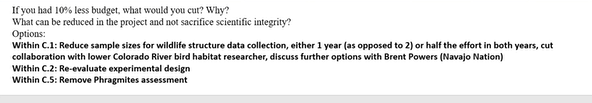 If you had 10% less budget, what would you cut? Why?
What can be reduced in the project and not sacrifice scientific integrity?
Options:
Within C.1: Reduce sample sizes for wildlife structure data collection, either 1 year (as opposed to 2) or half the effort in both years, cut
collaboration with lower Colorado River bird habitat researcher, discuss further options with Brent Powers (Navajo Nation)
Within C.2: Re-evaluate experimental design
Within C.5: Remove Phragmites assessment